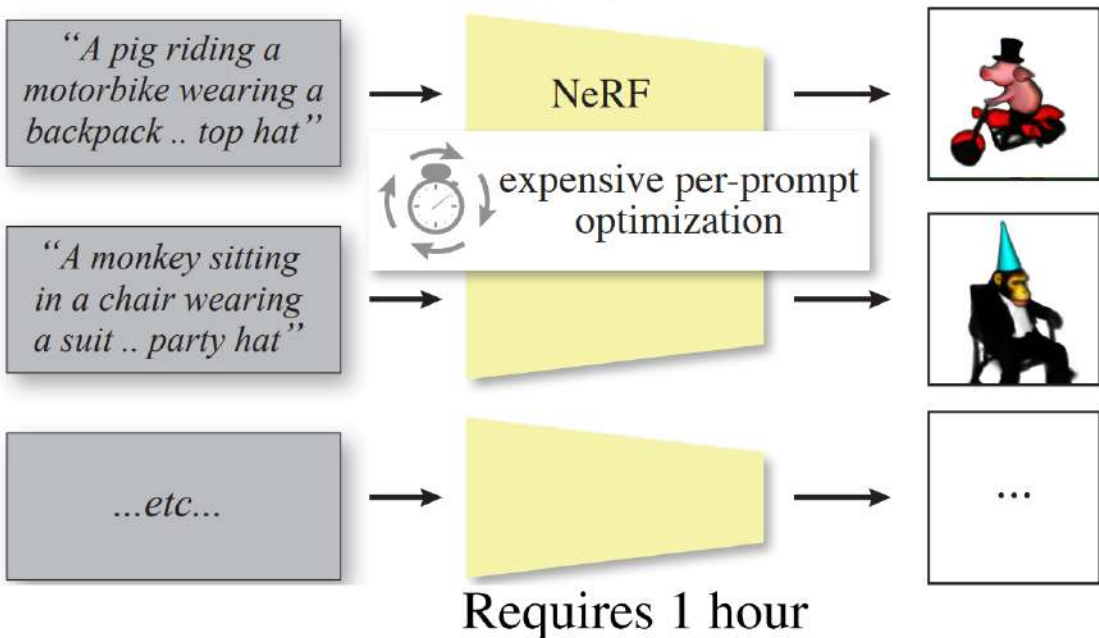 “A pig riding a
motorbike wearing a
backpack .. top hat”
NeRF
expensive per-prompt
optimization
“A monkey sitting
in a chair wearing
a suit .. party hat”
...etc...
...
Requires 1 hour